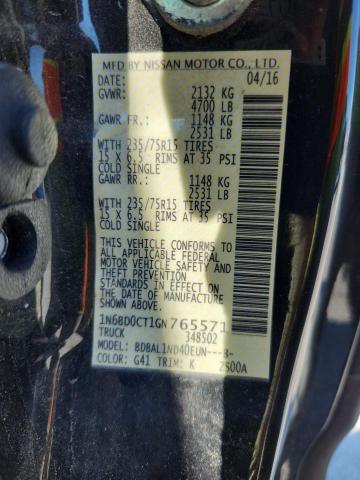 MFD BY NISSAN MOTOR CO., LTD.
DATE: 04/16
GVWR: 2132 KG
4700 LB
GAWR FR.: 1148 KG
2531 LB
WITH 235/75R15 TIRES
15 X 6.5 RIMS AT 35 PSI
COLD SINGLE
GAWR RR.: 1148 KG
2531 LB
WITH 235/75R15 TIRES
15 X 6.5 RIMS AT 35 PSI
COLD SINGLE
THIS VEHICLE CONFORMS TO
ALL APPLICABLE FEDERAL
MOTOR VEHICLE SAFETY
STANDARDS IN EFFECT ON
THE DATE OF MANUFACTURE
SHOWN ABOVE.
1N6BD0CT1GN765571
TRUCK 348502
MODEL: BDBAL1ND40EUN---B-
COLOR: G41 TRIM: K 2S00A